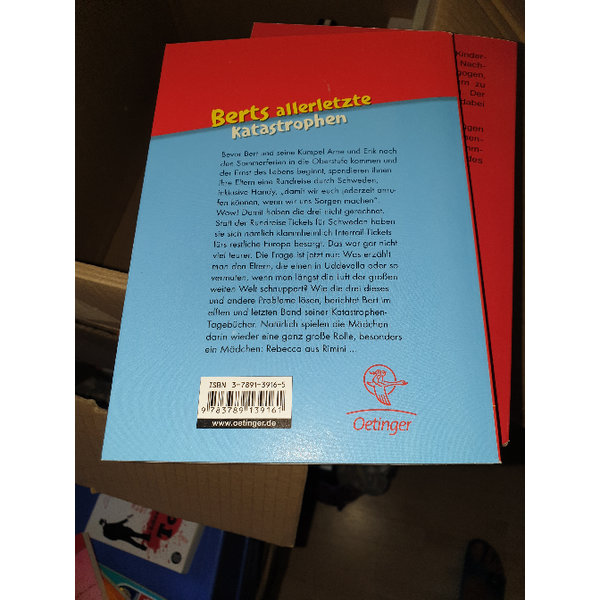 Berts allerletzte
Katastrophen
Bevor Bert und seine Kumpel Arne und Erik nach
den Sommerferien in die Oberstufe kommen und
der Ernst des Lebens beginnt, spendieren ihnen
ihre Eltern eine Rundreise durch Schweden,
inklusive Handy, „damit wir euch jederzeit anru-
fen können, wenn wir uns Sorgen machen".
Wow! Damit haben die drei nicht gerechnet.
Statt der Rundreise-Tickets für Schweden haben
sie sich nämlich klammheimlich Interrail-Tickets
fürs restliche Europa besorgt. Das war gar nicht
viel teurer. Die Frage ist jetzt nur: Was erzählt
man den Eltern, die einen in Uddevalla oder so
vermuten, wenn man längst die Luft der großen
weiten Welt schnuppert? Wie die drei dieses
und andere Probleme lösen, berichtet Bert im
elften und letzten Band seiner Katastrophen-
Tagebücher. Natürlich spielen die Mädchen
darin wieder eine ganz große Rolle, besonders
ein Mädchen: Rebecca aus Rimini ...
ISBN 3-7891-3916-5
9 783789 139161
www.oetinger.de
Oetinger
Kinder-
Nach-
zu
Der
dabei